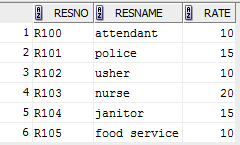 RESNO RESNAME RATE
1 R100 attendant 10
2 R101 police 15
3 R102 usher 10
4 R103 nurse 20
5 R104 janitor 15
6 R105 food service 10